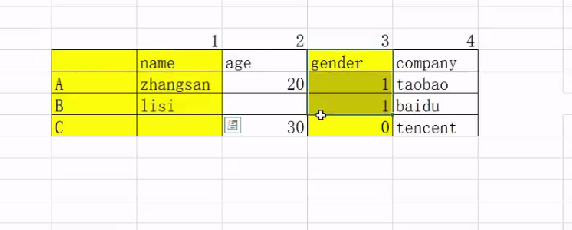 1 2 3 4
name age gender company
A zhangsan 20 1 taobao
B lisi 1 baidu
C 30 0 tencent